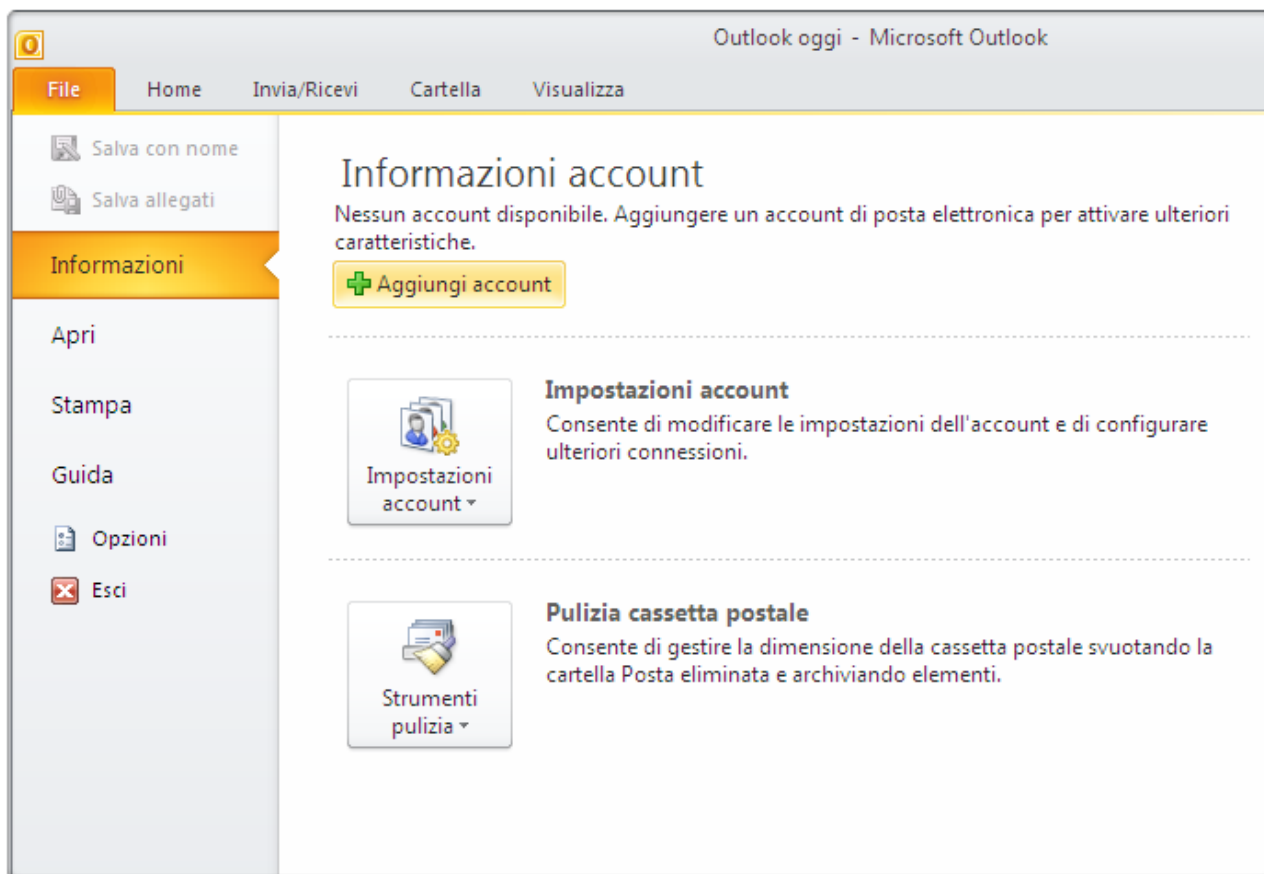 Outlook oggi - Microsoft Outlook
File Home Invia/Ricevi Cartella Visualizza
Salva con nome
Salva allegati
Informazioni
Apri
Stampa
Guida
Opzioni
Esci
Informazioni account
Nessun account disponibile. Aggiungere un account di posta elettronica per attivare ulteriori
caratteristiche.
Aggiungi account
Impostazioni
account
Impostazioni account
Consente di modificare le impostazioni dell'account e di configurare
ulteriori connessioni.
Strumenti
pulizia
Pulizia cassetta postale
Consente di gestire la dimensione della cassetta postale svuotando la
cartella Posta eliminata e archiviando elementi.